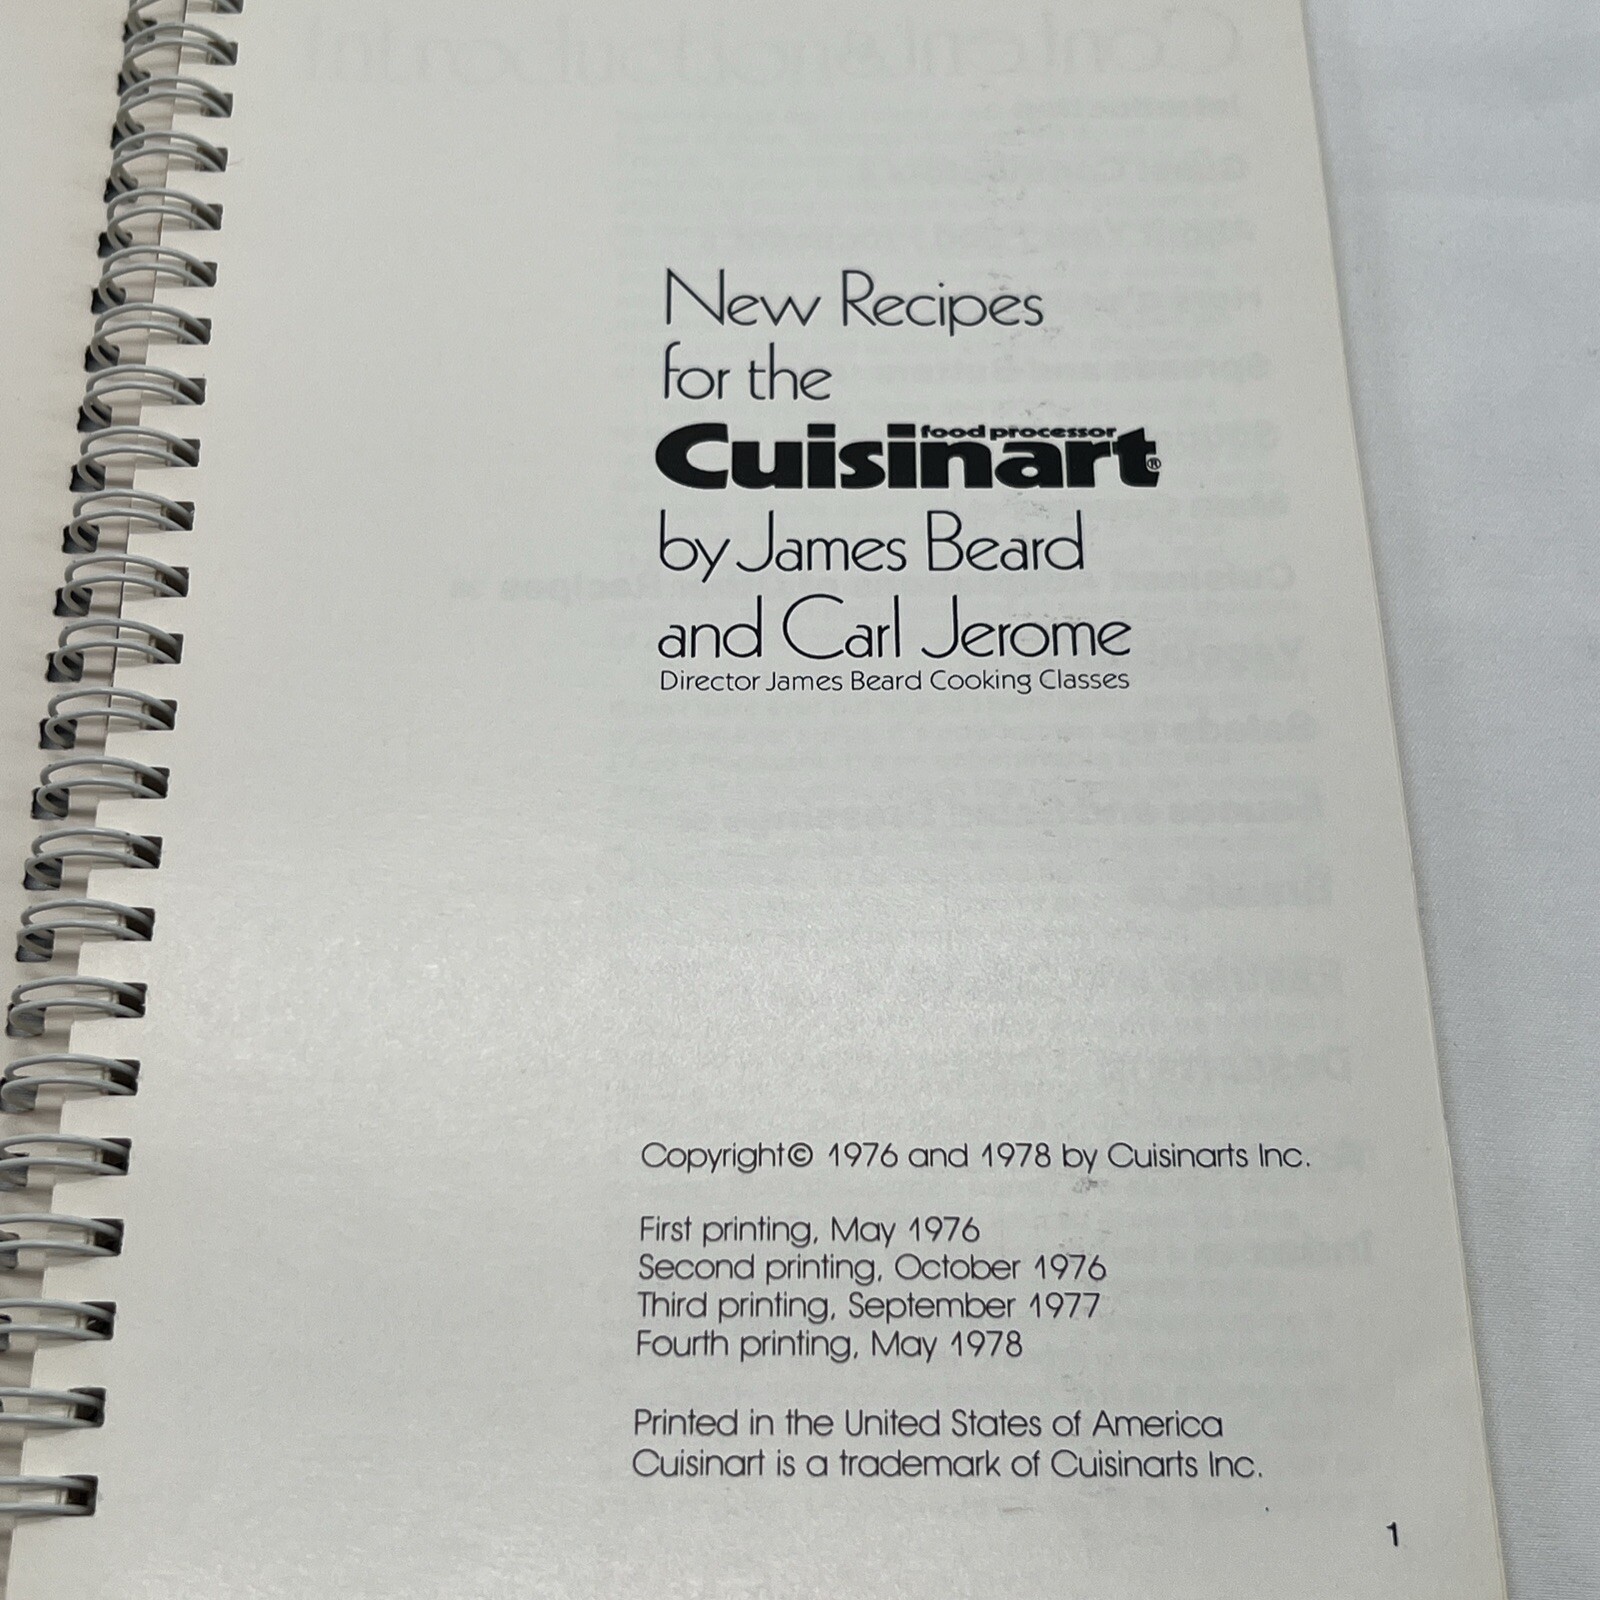 New Recipes
for the
food processor
Cuisinart®
by James Beard
and Carl Jerome
Director James Beard Cooking Classes
Copyright© 1976 and 1978 by Cuisinarts Inc.
First printing, May 1976
Second printing, October 1976
Third printing, September 1977
Fourth printing, May 1978
Printed in the United States of America
Cuisinart is a trademark of Cuisinarts Inc.
1